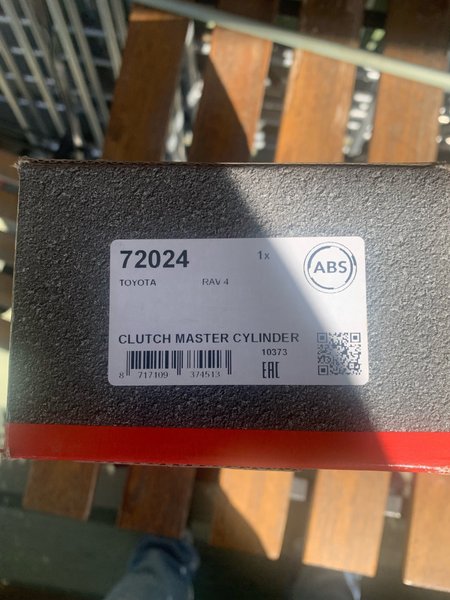 72024 1x ABS
TOYOTA RAV 4
CLUTCH MASTER CYLINDER
10373
8 717109 374513 EAC